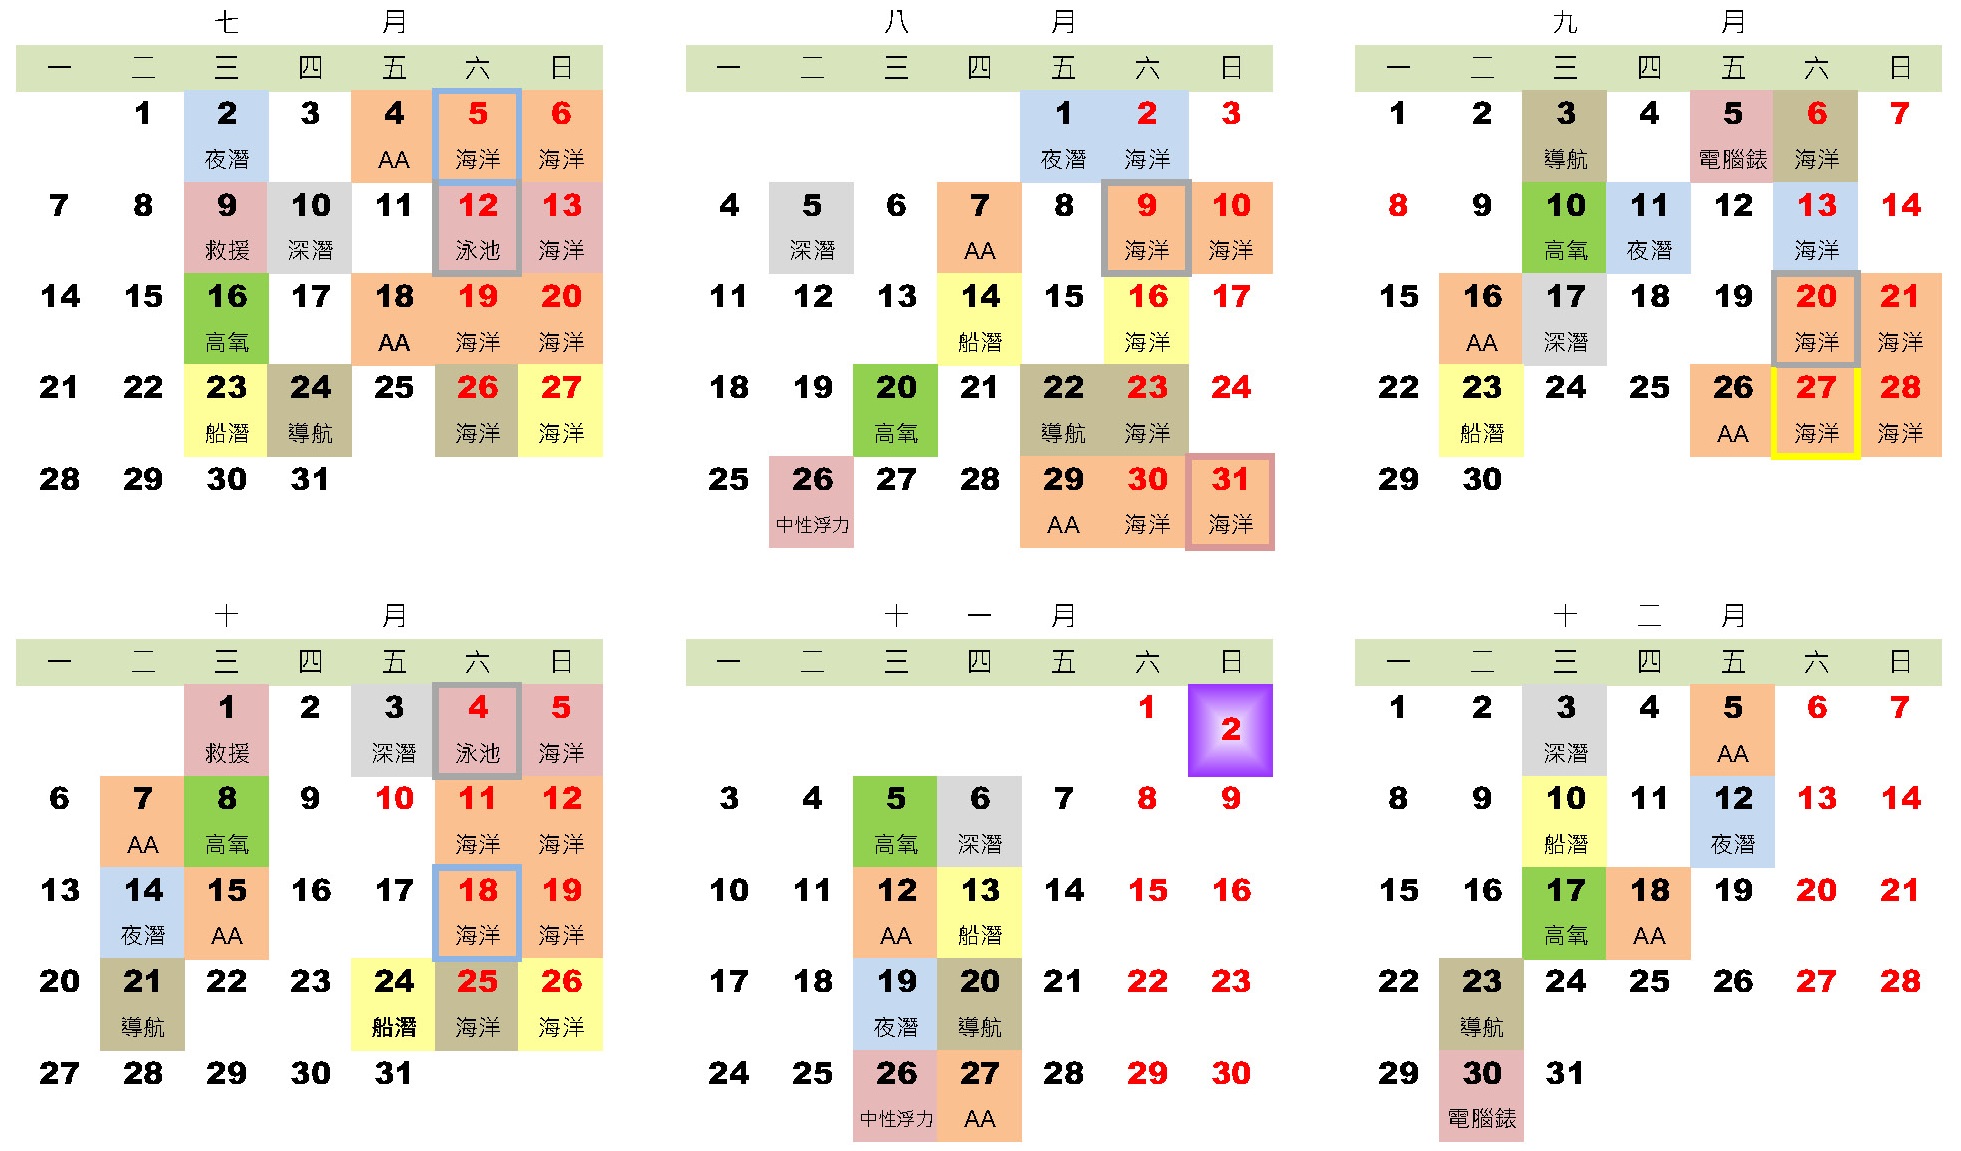 七 月
一 二 三 四 五 六 日
1 2 3 4 5 6
夜潛 AA 海洋 海洋
7 8 9 10 11 12 13
救援 深潛 泳池 海洋
14 15 16 17 18 19 20
高氧 AA 海洋 海洋
21 22 23 24 25 26 27
船潛 導航 海洋 海洋
28 29 30 31
八 月
一 二 三 四 五 六 日
1 2 3
夜潛 海洋
4 5 6 7 8 9 10
深潛 AA 海洋 海洋
11 12 13 14 15 16 17
船潛 海洋
18 19 20 21 22 23 24
高氧 導航 海洋
25 26 27 28 29 30 31
中性浮力 AA 海洋 海洋
九 月
一 二 三 四 五 六 日
1 2 3 4 5 6 7
導航 電腦錶 海洋
8 9 10 11 12 13 14
高氧 夜潛 海洋
15 16 17 18 19 20 21
AA 深潛 海洋 海洋
22 23 24 25 26 27 28
船潛 AA 海洋 海洋
29 30
十 月
一 二 三 四 五 六 日
1 2 3 4 5
救援 深潛 泳池 海洋
6 7 8 9 10 11 12
AA 高氧 海洋 海洋
13 14 15 16 17 18 19
夜潛 AA 海洋 海洋
20 21 22 23 24 25 26
導航 船潛 海洋 海洋
27 28 29 30 31
十 一 月
一 二 三 四 五 六 日
1 2
3 4 5 6 7 8 9
高氧 深潛
10 11 12 13 14 15 16
AA 船潛
17 18 19 20 21 22 23
夜潛 導航
24 25 26 27 28 29 30
中性浮力 AA
十 二 月
一 二 三 四 五 六 日
1 2 3 4 5 6 7
深潛 AA
8 9 10 11 12 13 14
船潛 夜潛
15 16 17 18 19 20 21
高氧 AA
22 23 24 25 26 27 28
導航
29 30 31
電腦錶